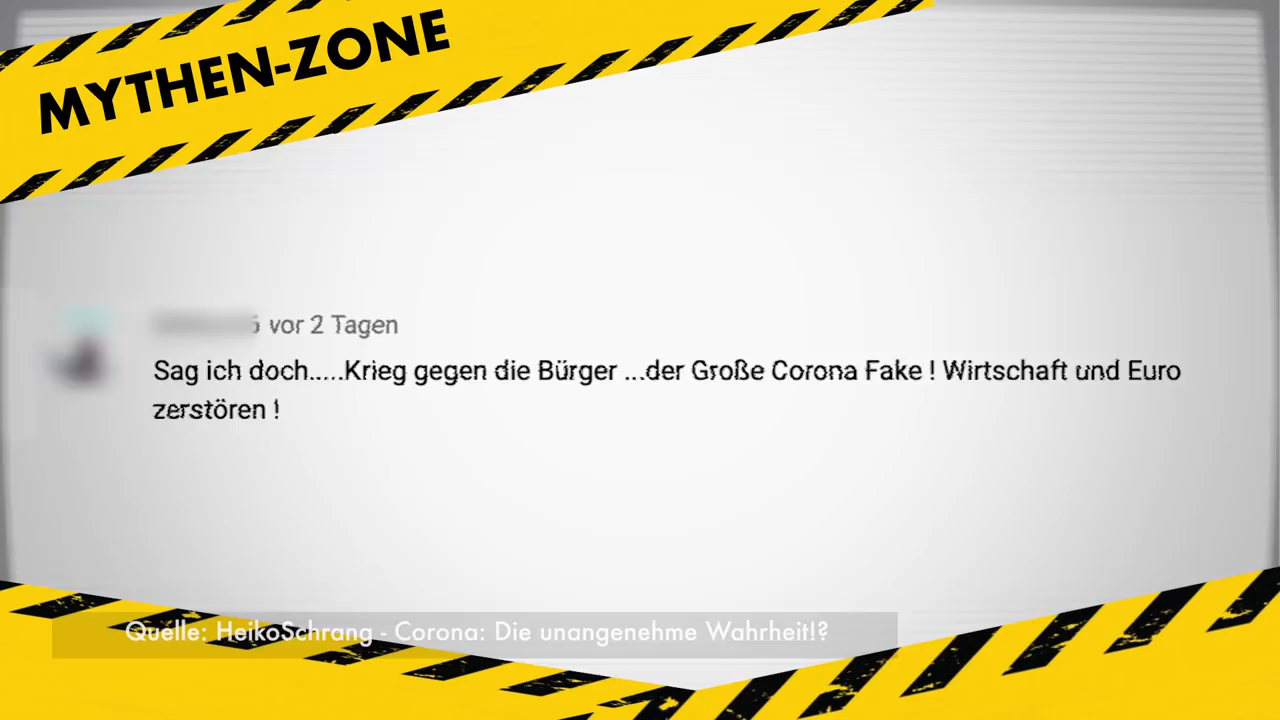 MYTHEN-ZONE
vor 2 Tagen
Sag ich doch.....Krieg gegen die Bürger ...der Große Corona Fake ! Wirtschaft und Euro
zerstören !
Quelle: HeikoSchrang - Corona: Die unangenehme Wahrheit!?